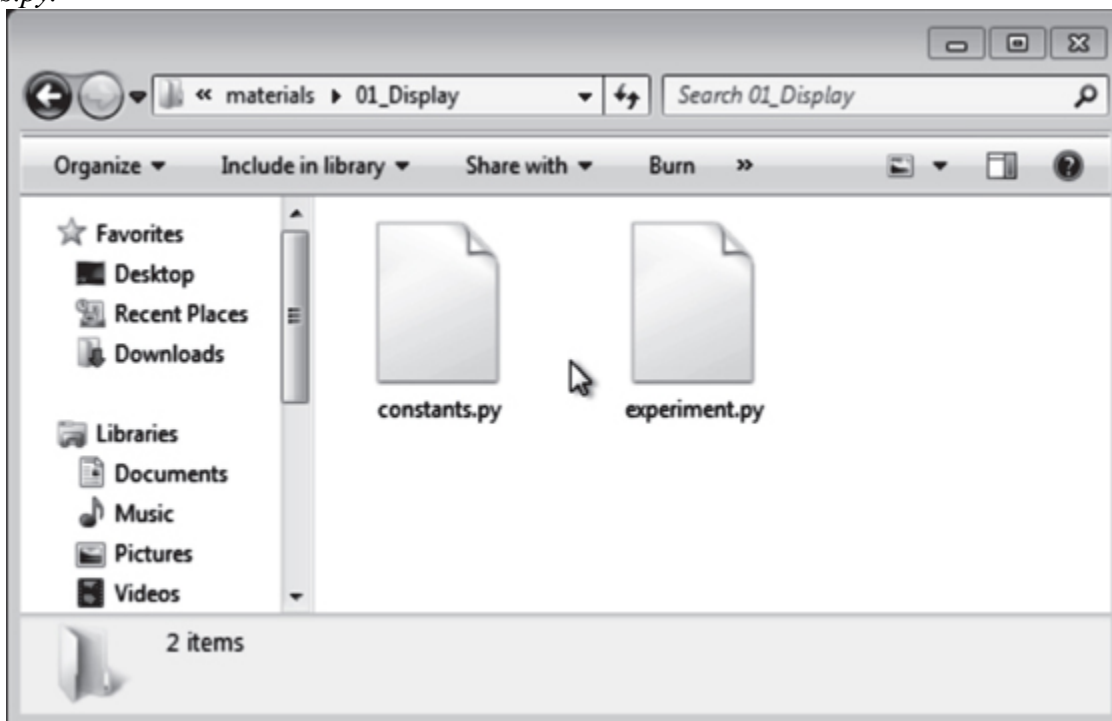 s.py.
« materials ▸ 01_Display
Search 01_Display
Organize Include in library Share with Burn »
Favorites
Desktop
Recent Places
Downloads
Libraries
Documents
Music
Pictures
Videos
constants.py experiment.py
2 items